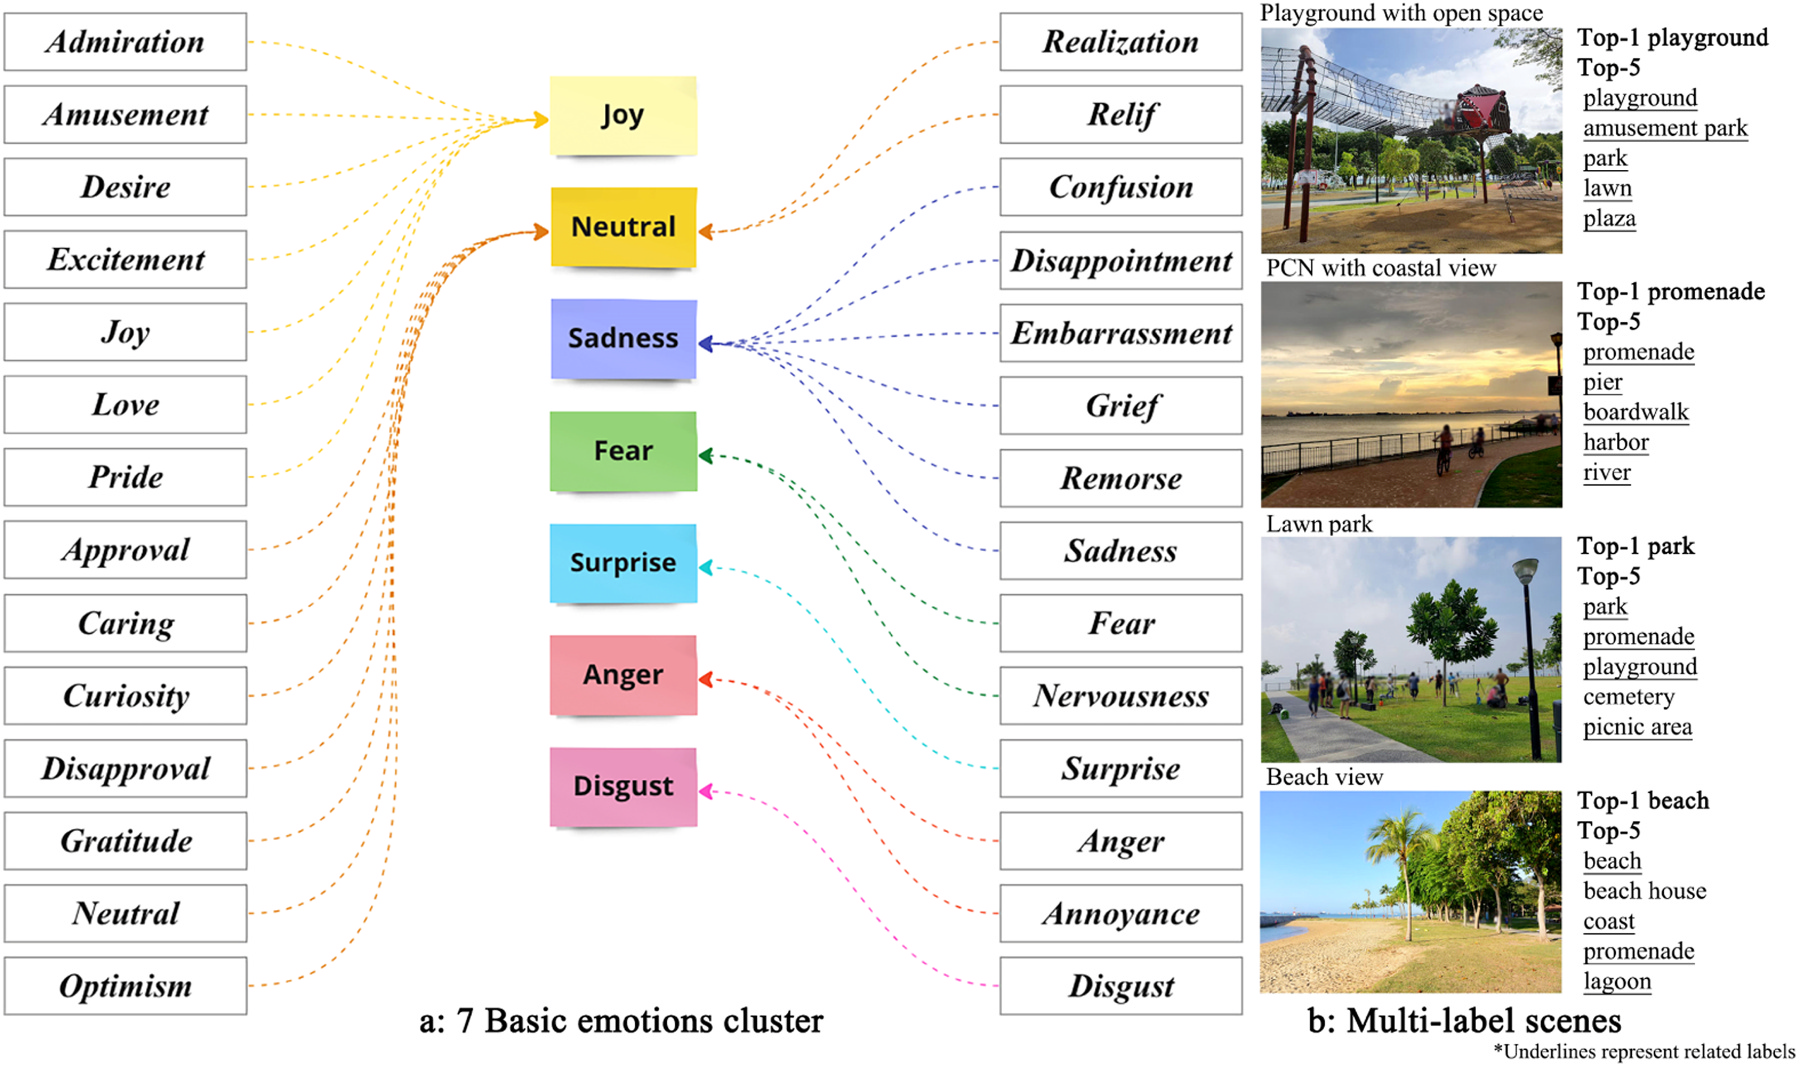 Admiration
Amusement
Desire
Excitement
Joy
Love
Pride
Approval
Caring
Curiosity
Disapproval
Gratitude
Neutral
Optimism
Joy
Neutral
Sadness
Fear
Surprise
Anger
Disgust
Realization
Relif
Confusion
Disappointment
Embarrassment
Grief
Remorse
Sadness
Fear
Nervousness
Surprise
Anger
Annoyance
Disgust
a: 7 Basic emotions cluster
Playground with open space
Top-1 playground
Top-5
playground
amusement park
park
lawn
plaza
PCN with coastal view
Top-1 promenade
Top-5
promenade
pier
boardwalk
harbor
river
Lawn park
Top-1 park
Top-5
park
promenade
playground
cemetery
picnic area
Beach view
Top-1 beach
Top-5
beach
beach house
coast
promenade
lagoon
b: Multi-label scenes
*Underlines represent related labels